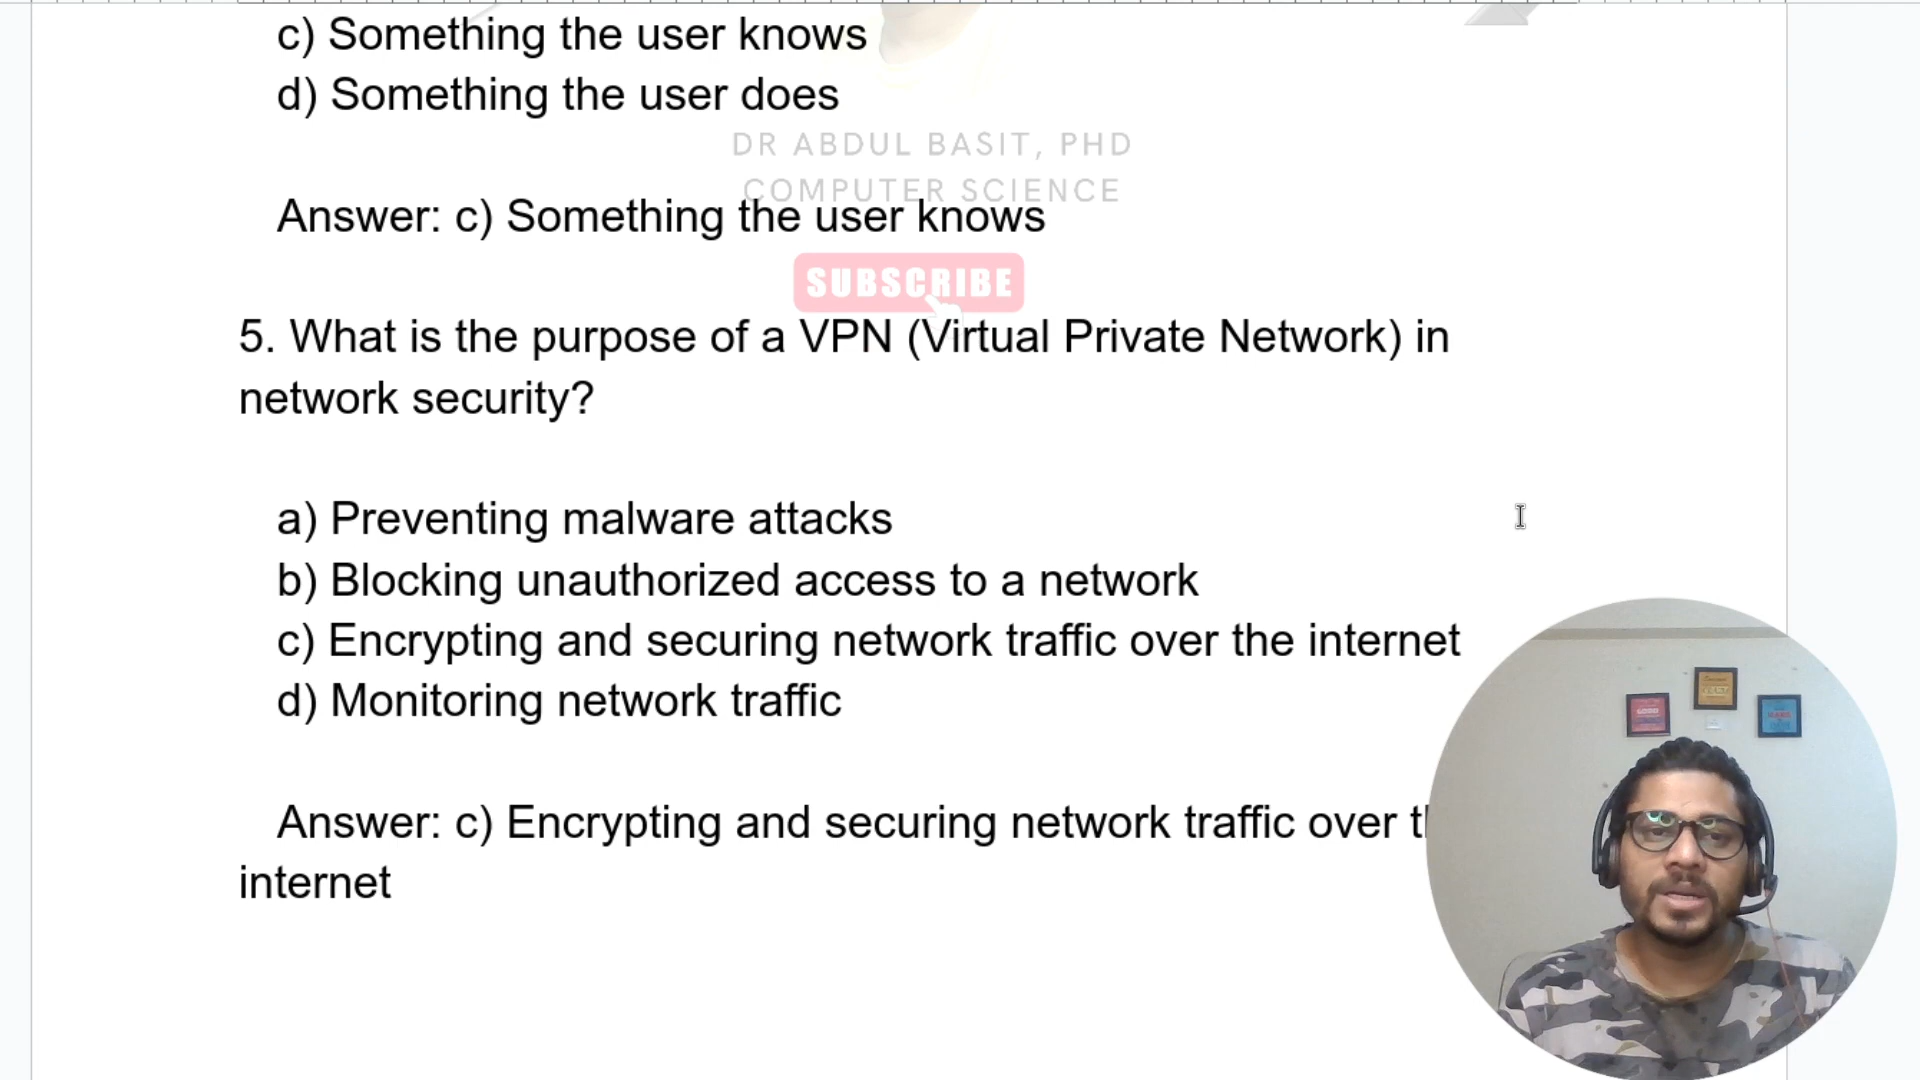 c) Something the user knows
d) Something the user does
DR ABDUL BASIT, PHD
COMPUTER SCIENCE
Answer: c) Something the user knows
SUBSCRIBE
5. What is the purpose of a VPN (Virtual Private Network) in
network security?
a) Preventing malware attacks
b) Blocking unauthorized access to a network
c) Encrypting and securing network traffic over the internet
d) Monitoring network traffic
Answer: c) Encrypting and securing network traffic over
internet